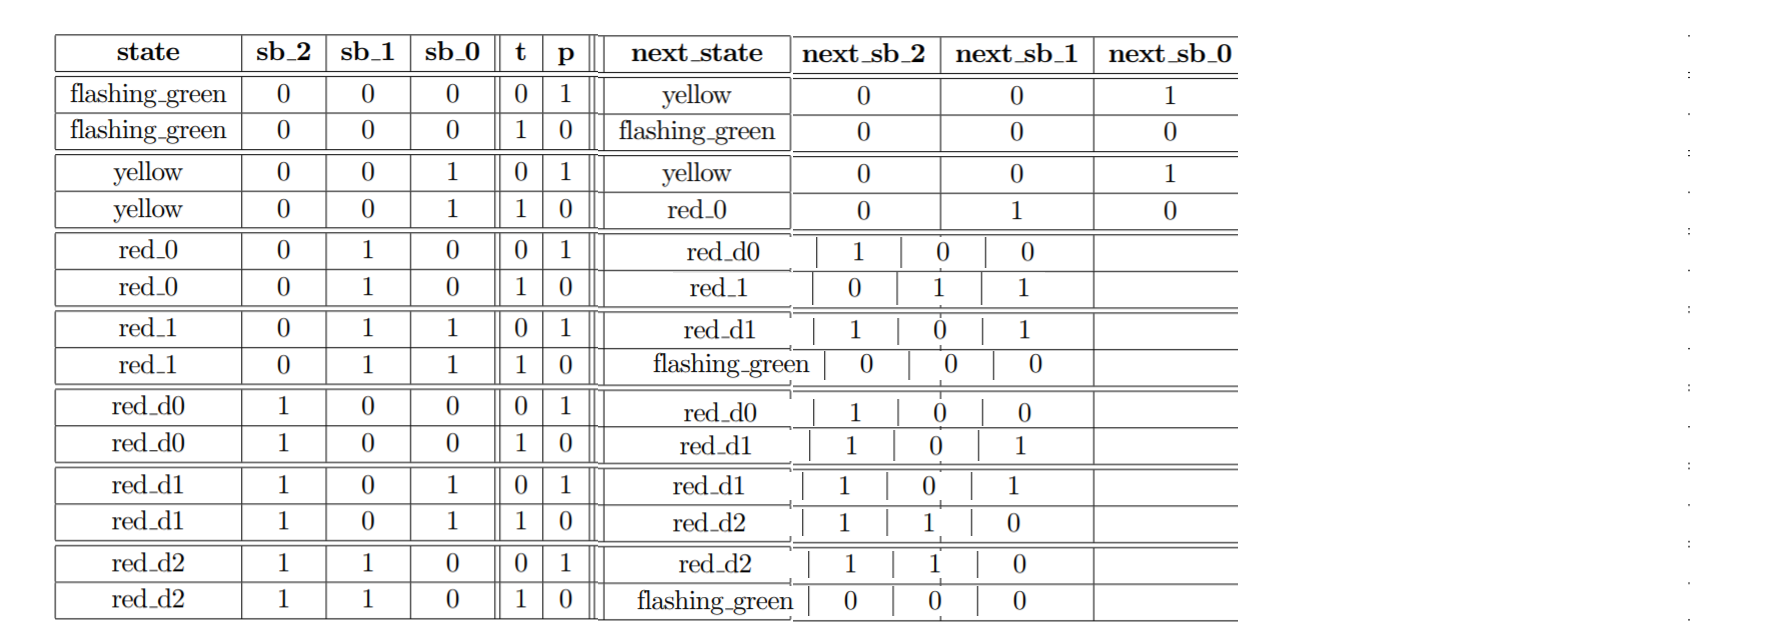 state sb_2 sb_1 sb_0 t p next_state next_sb_2 next_sb_1 next_sb_0
flashing_green 0 0 0 0 1 yellow 0 0 1
flashing_green 0 0 0 1 0 flashing_green 0 0 0
yellow 0 0 1 0 1 yellow 0 0 1
yellow 0 0 1 1 0 red_0 0 1 0
red_0 0 1 0 0 1 red_d0 1 0 0
red_0 0 1 0 1 0 red_1 0 1 1
red_1 0 1 1 0 1 red_d1 1 0 1
red_1 0 1 1 1 0 flashing_green 0 0 0
red_d0 1 0 0 0 1 red_d0 1 0 0
red_d0 1 0 0 1 0 red_d1 1 0 1
red_d1 1 0 1 0 1 red_d1 1 0 1
red_d1 1 0 1 1 0 red_d2 1 1 0
red_d2 1 1 0 0 1 red_d2 1 1 0
red_d2 1 1 0 1 0 flashing_green 0 0 0